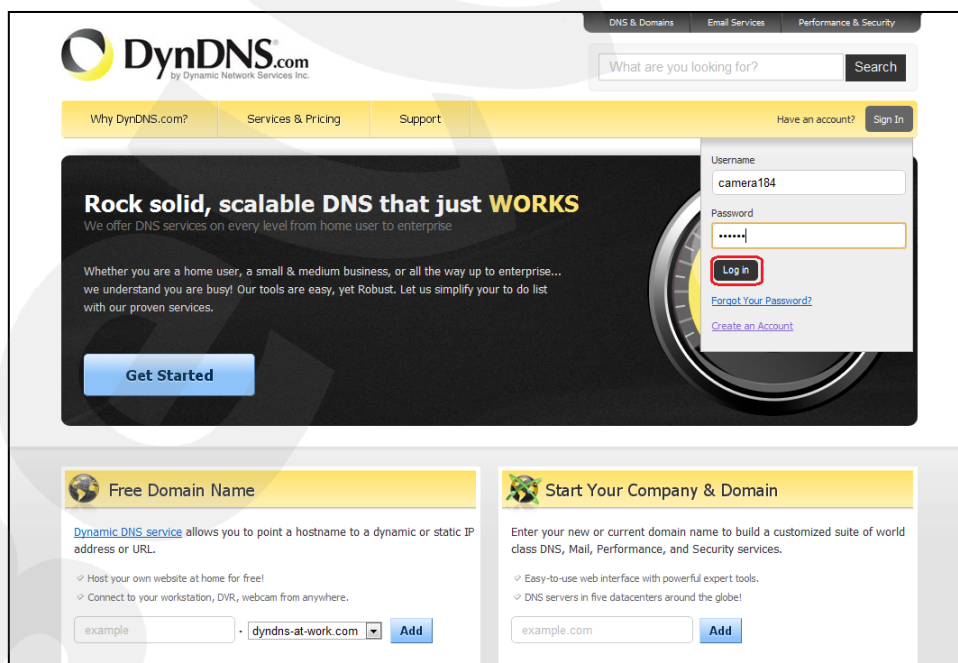 DNS & Domains Email Services Performance & Security
DynDNS.com
by Dynamic Network Services Inc.
What are you looking for? Search
Why DynDNS.com? Services & Pricing Support Have an account? Sign In
Username
camera184
Password
••••••
Log in
Forgot Your Password?
Create an Account
Rock solid, scalable DNS that just WORKS
We offer DNS services on every level from home user to enterprise
Whether you are a home user, a small & medium business, or all the way up to enterprise...
we understand you are busy! Our tools are easy, yet Robust. Let us simplify your to do list
with our proven services.
Get Started
Free Domain Name
Dynamic DNS service allows you to point a hostname to a dynamic or static IP
address or URL.
Host your own website at home for free!
Connect to your workstation, DVR, webcam from anywhere.
example . dyndns-at-work.com Add
Start Your Company & Domain
Enter your new or current domain name to build a customized suite of world
class DNS, Mail, Performance, and Security services.
Easy-to-use web interface with powerful expert tools.
DNS servers in five datacenters around the globe!
example.com Add